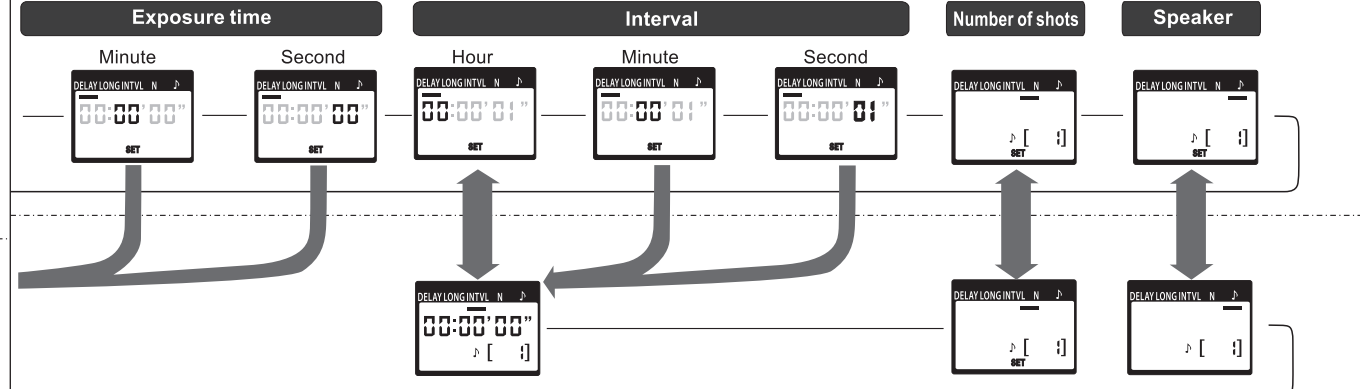 Exposure time
Interval
Number of shots
Speaker
Minute
Second
Hour
Minute
Second
DELAY LONG INTVL N ♪
00:00'00"
SET
DELAY LONG INTVL N ♪
00:00'00"
SET
DELAY LONG INTVL N ♪
00:00'01"
SET
DELAY LONG INTVL N ♪
00:00'01"
SET
DELAY LONG INTVL N ♪
00:00'01"
SET
DELAY LONG INTVL N ♪
♪ [ 1]
SET
DELAY LONG INTVL N ♪
♪ [ 1]
SET
DELAY LONG INTVL N ♪
00:00'00"
♪ [ 1]
DELAY LONG INTVL N ♪
♪ [ 1]
SET
DELAY LONG INTVL N ♪
♪ [ 1]